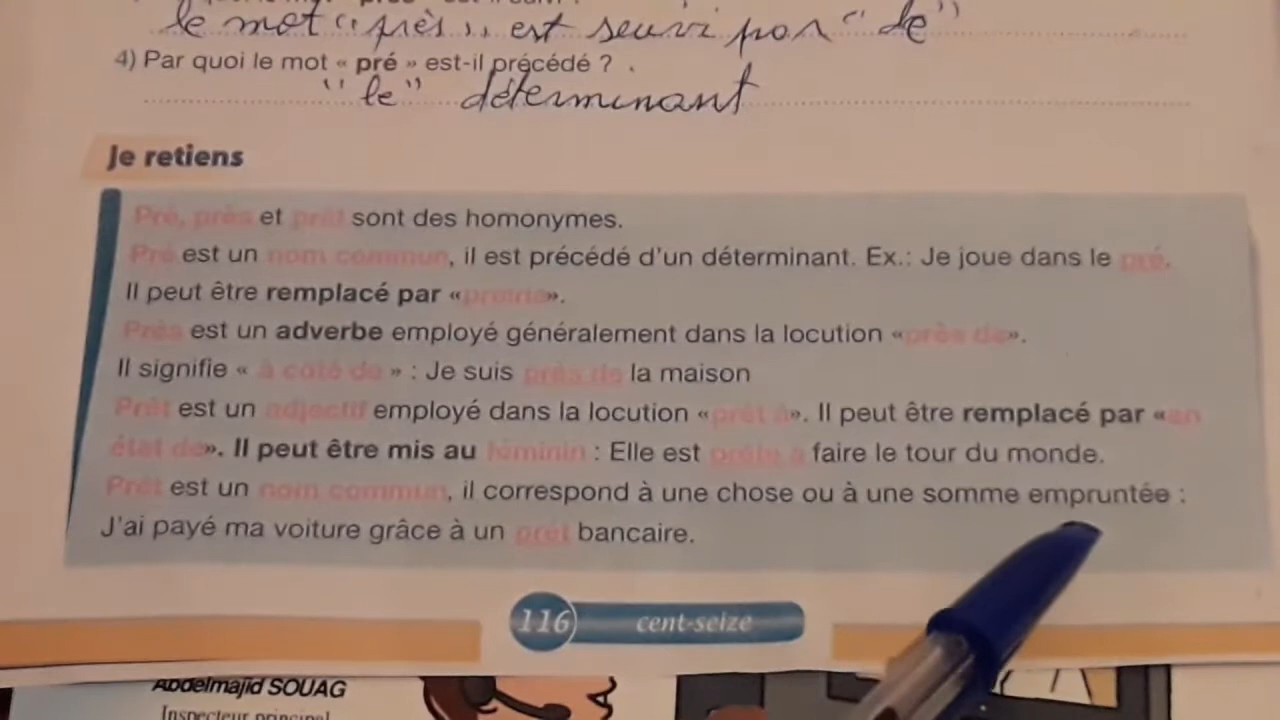 le mot "près" est suivi par "de"
4) Par quoi le mot « pré » est-il précédé ?
"le" déterminant
Je retiens
Pré, près et prêt sont des homonymes.
Pré est un nom commun, il est précédé d'un déterminant. Ex.: Je joue dans le pré.
Il peut être remplacé par «prairie».
Près est un adverbe employé généralement dans la locution «près de».
Il signifie « à côté de » : Je suis près de la maison
Prêt est un adjectif employé dans la locution «prêt à». Il peut être remplacé par «en
état de». Il peut être mis au féminin : Elle est prête à faire le tour du monde.
Prêt est un nom commun, il correspond à une chose ou à une somme empruntée :
J'ai payé ma voiture grâce à un prêt bancaire.
116 cent-seize
Abdelmajid SOUAG
Inspecteur principal